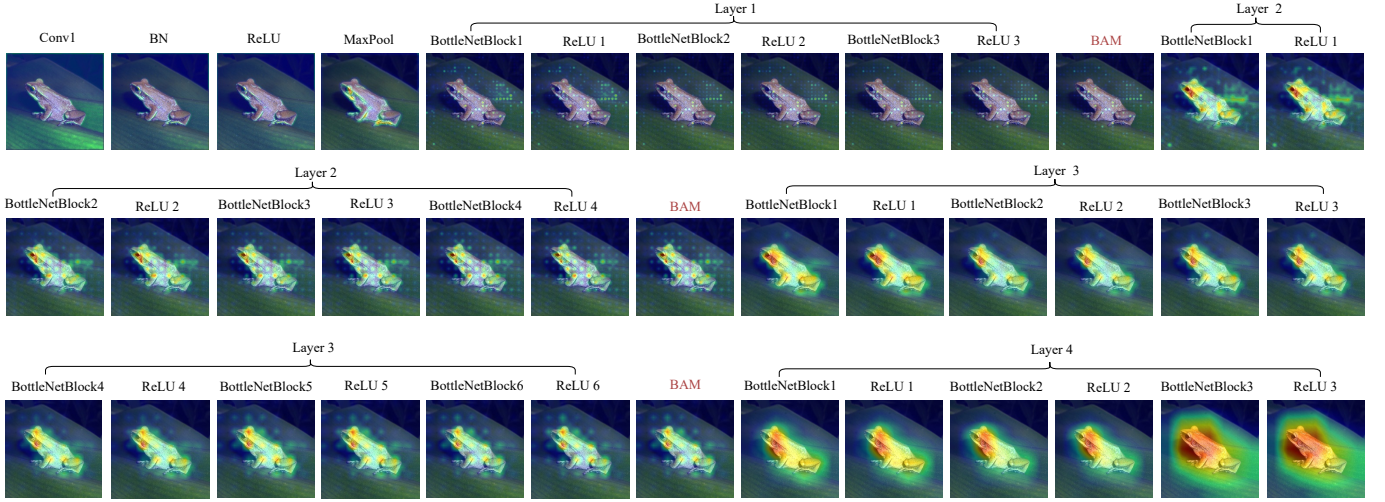 Layer 1
Layer 2
Conv1 BN ReLU MaxPool BottleNetBlock1 ReLU 1 BottleNetBlock2 ReLU 2 BottleNetBlock3 ReLU 3 BAM BottleNetBlock1 ReLU 1
Layer 2
Layer 3
BottleNetBlock2 ReLU 2 BottleNetBlock3 ReLU 3 BottleNetBlock4 ReLU 4 BAM BottleNetBlock1 ReLU 1 BottleNetBlock2 ReLU 2 BottleNetBlock3 ReLU 3
Layer 3
Layer 4
BottleNetBlock4 ReLU 4 BottleNetBlock5 ReLU 5 BottleNetBlock6 ReLU 6 BAM BottleNetBlock1 ReLU 1 BottleNetBlock2 ReLU 2 BottleNetBlock3 ReLU 3